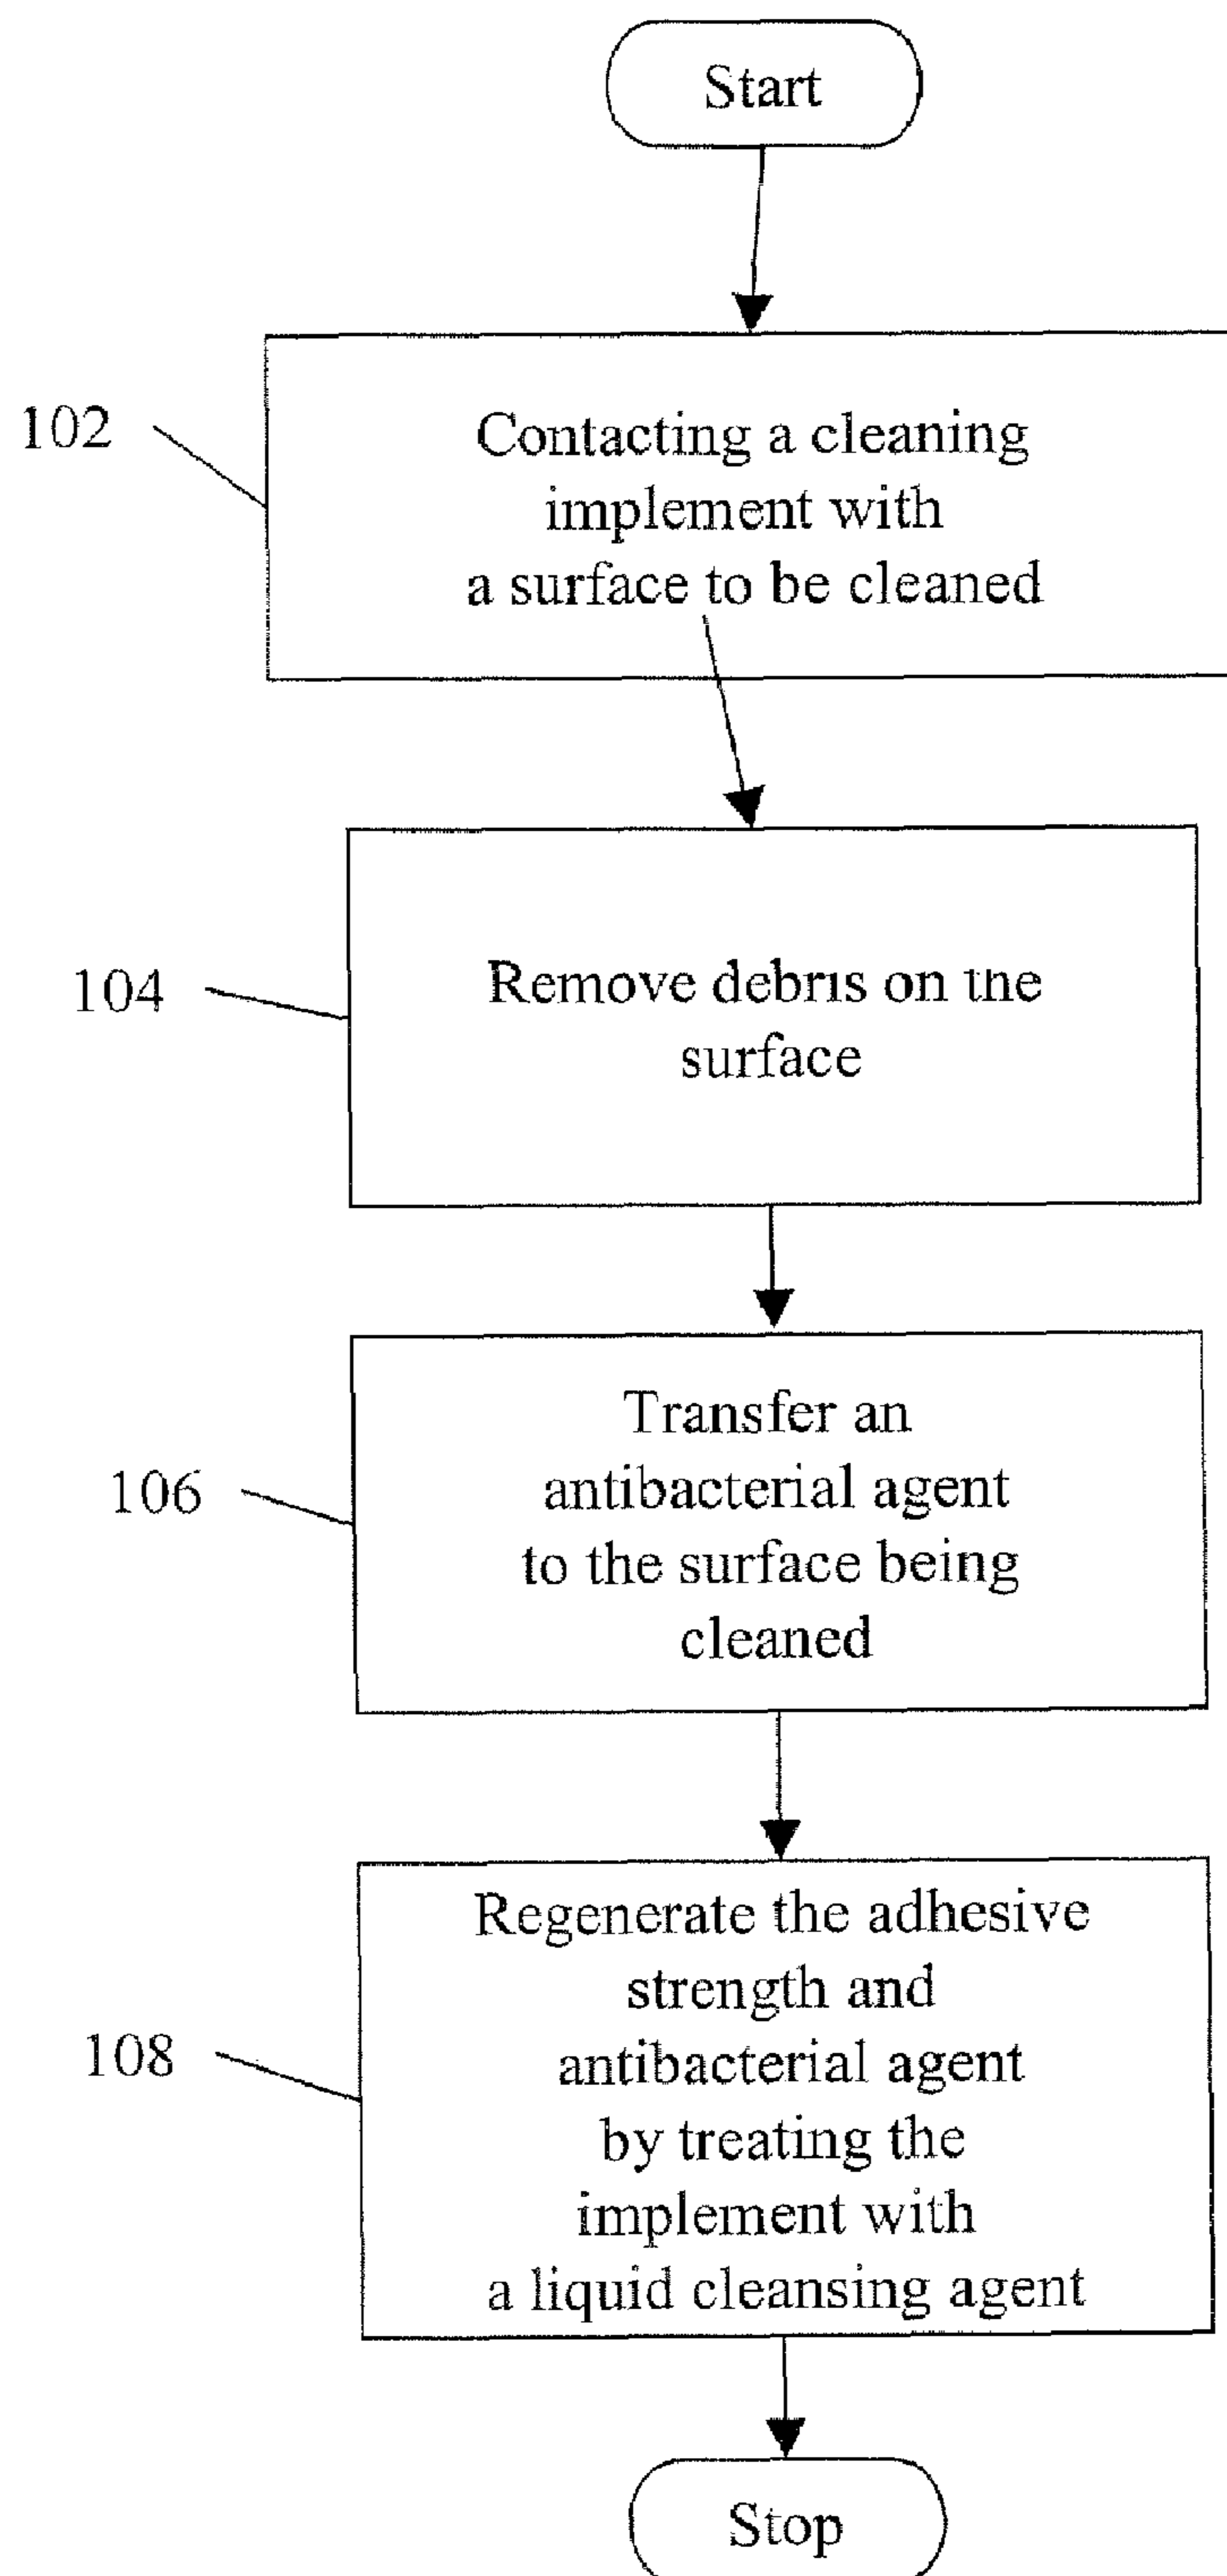 Start
102
Contacting a cleaning
implement with
a surface to be cleaned
104
Remove debris on the
surface
106
Transfer an
antibacterial agent
to the surface being
cleaned
108
Regenerate the adhesive
strength and
antibacterial agent
by treating the
implement with
a liquid cleansing agent
Stop